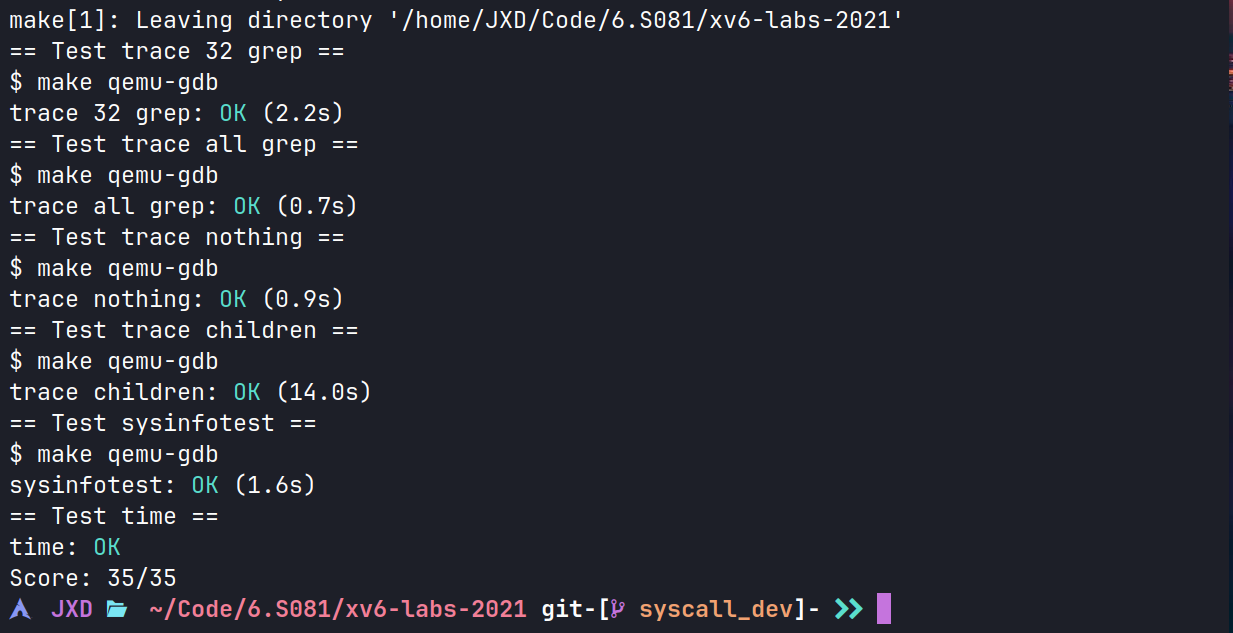 make[1]: Leaving directory '/home/JXD/Code/6.S081/xv6-labs-2021'
== Test trace 32 grep ==
$ make qemu-gdb
trace 32 grep: OK (2.2s)
== Test trace all grep ==
$ make qemu-gdb
trace all grep: OK (0.7s)
== Test trace nothing ==
$ make qemu-gdb
trace nothing: OK (0.9s)
== Test trace children ==
$ make qemu-gdb
trace children: OK (14.0s)
== Test sysinfotest ==
$ make qemu-gdb
sysinfotest: OK (1.6s)
== Test time ==
time: OK
Score: 35/35
JXD ~/Code/6.S081/xv6-labs-2021 git-[ syscall_dev]- >>